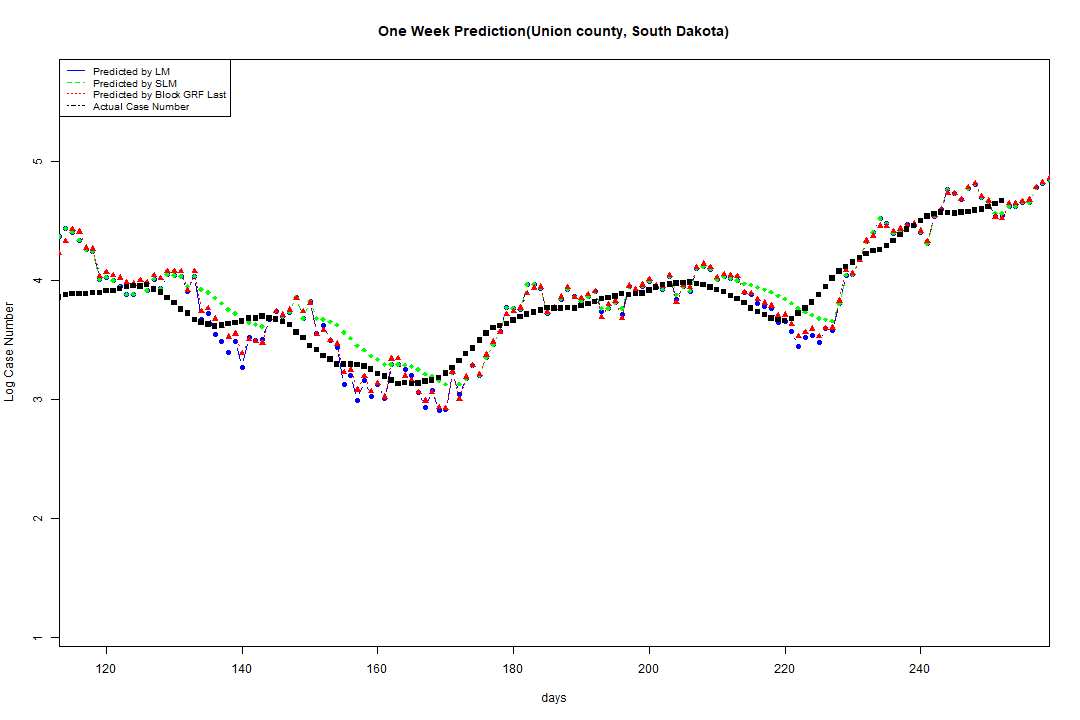 One Week Prediction(Union county, South Dakota)
Predicted by LM
Predicted by SLM
Predicted by Block GRF Last
Actual Case Number
5
4
3
2
1
Log Case Number
120 140 160 180 200 220 240
days